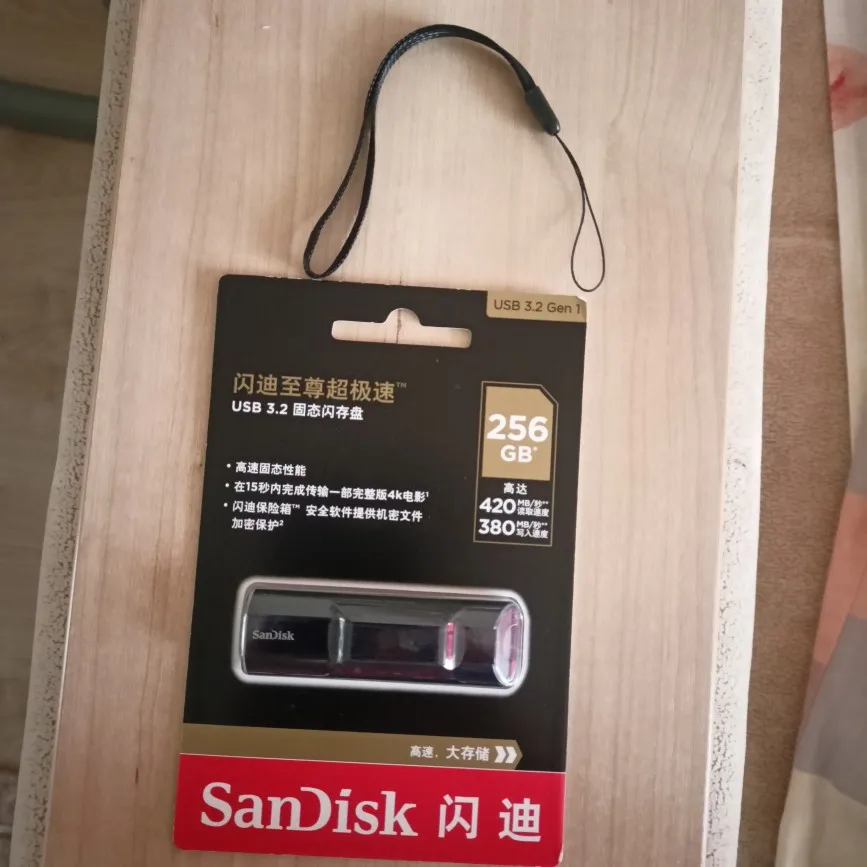 USB 3.2 Gen 1
闪迪至尊超极速™
USB 3.2 固态闪存盘
256
GB*
• 高速固态性能
• 在15秒内完成传输一部完整版4k电影¹
• 闪迪保险箱™ 安全软件提供机密文件
加密保护²
高达
420 MB/秒** 读取速度
380 MB/秒** 写入速度
SanDisk
高速，大存储
SanDisk 闪迪